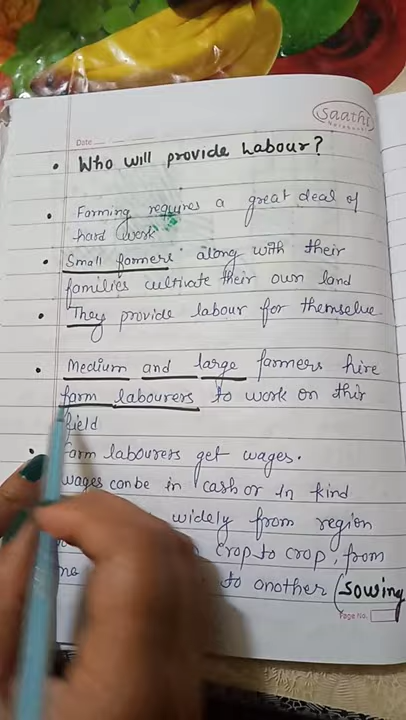 Saathi
Notebook
Date
Who will provide Labour?
Farming requires a great deal of
hard work
Small farmers along with their
families cultivate their own land
They provide labour for themselve
Medium and large farmers hire
farm labourers to work on thir
field
Farm labourers get wages.
wages can be in cash or in kind
widely from region
crop to crop, from
to another (sowing
Page No.